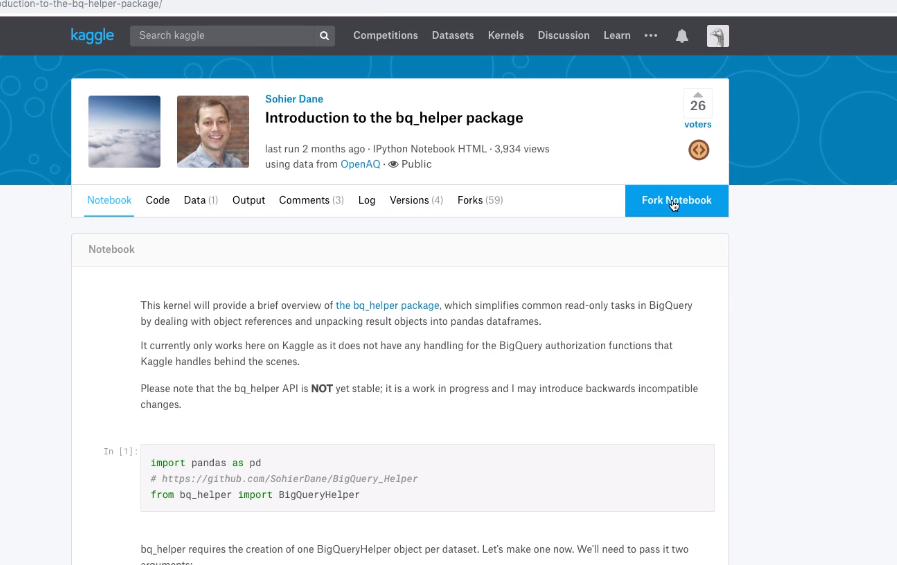 duction-to-the-bq-helper-package/
kaggle
Search kaggle
Competitions Datasets Kernels Discussion Learn •••
Sohier Dane
Introduction to the bq_helper package
last run 2 months ago · IPython Notebook HTML · 3,934 views
using data from OpenAQ · Public
26
voters
Notebook Code Data (1) Output Comments (3) Log Versions (4) Forks (59)
Fork Notebook
Notebook
This kernel will provide a brief overview of the bq_helper package, which simplifies common read-only tasks in BigQuery
by dealing with object references and unpacking result objects into pandas dataframes.
It currently only works here on Kaggle as it does not have any handling for the BigQuery authorization functions that
Kaggle handles behind the scenes.
Please note that the bq_helper API is NOT yet stable; it is a work in progress and I may introduce backwards incompatible
changes.
In [1]:
import pandas as pd
# https://github.com/SohierDane/BigQuery_Helper
from bq_helper import BigQueryHelper
bq_helper requires the creation of one BigQueryHelper object per dataset. Let's make one now. We'll need to pass it two
arguments: